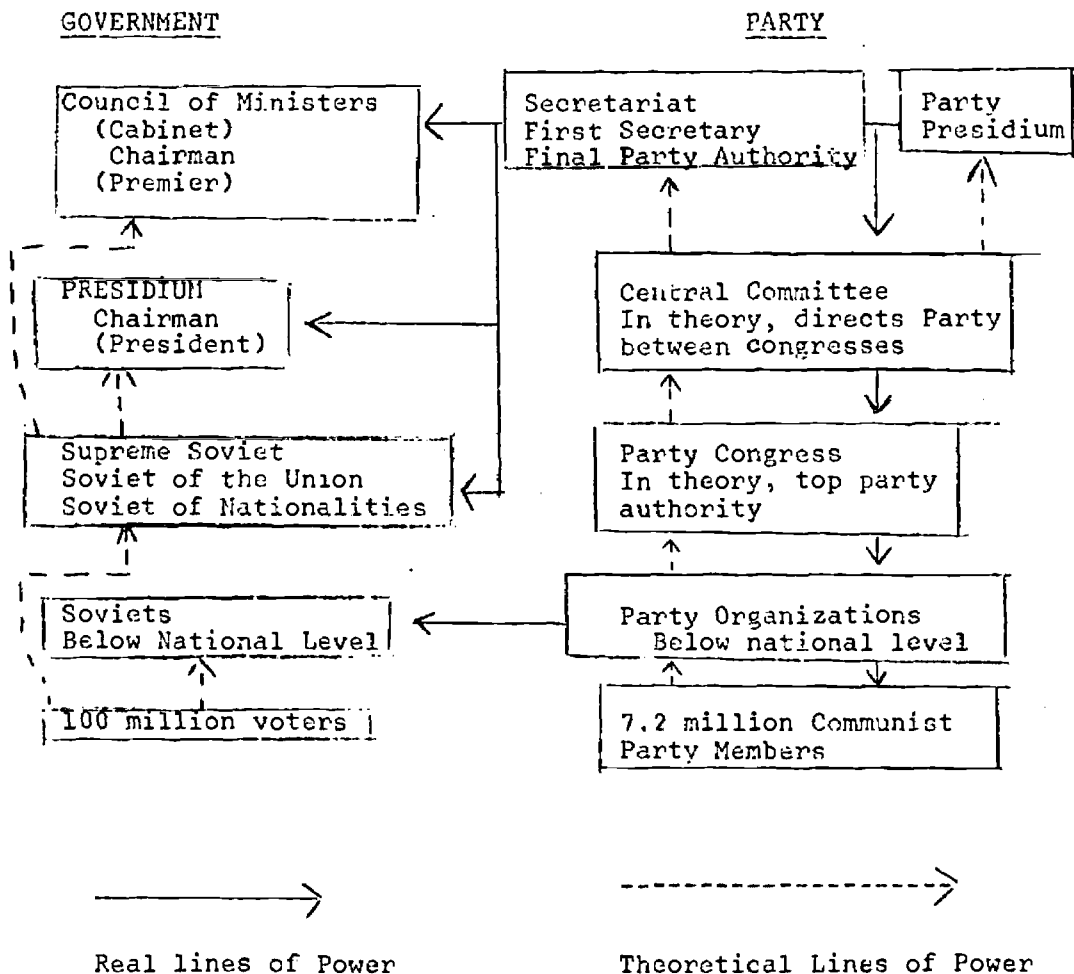 GOVERNMENT
Council of Ministers
(Cabinet)
Chairman
(Premier)
PRESIDIUM
Chairman
(President)
Supreme Soviet
Soviet of the Union
Soviet of Nationalities
Soviets
Below National Level
100 million voters
PARTY
Secretariat
First Secretary
Final Party Authority
Party
Presidium
Central Committee
In theory, directs Party
between congresses
Party Congress
In theory, top party
authority
Party Organizations
Below national level
7.2 million Communist
Party Members
Real lines of Power
Theoretical Lines of Power